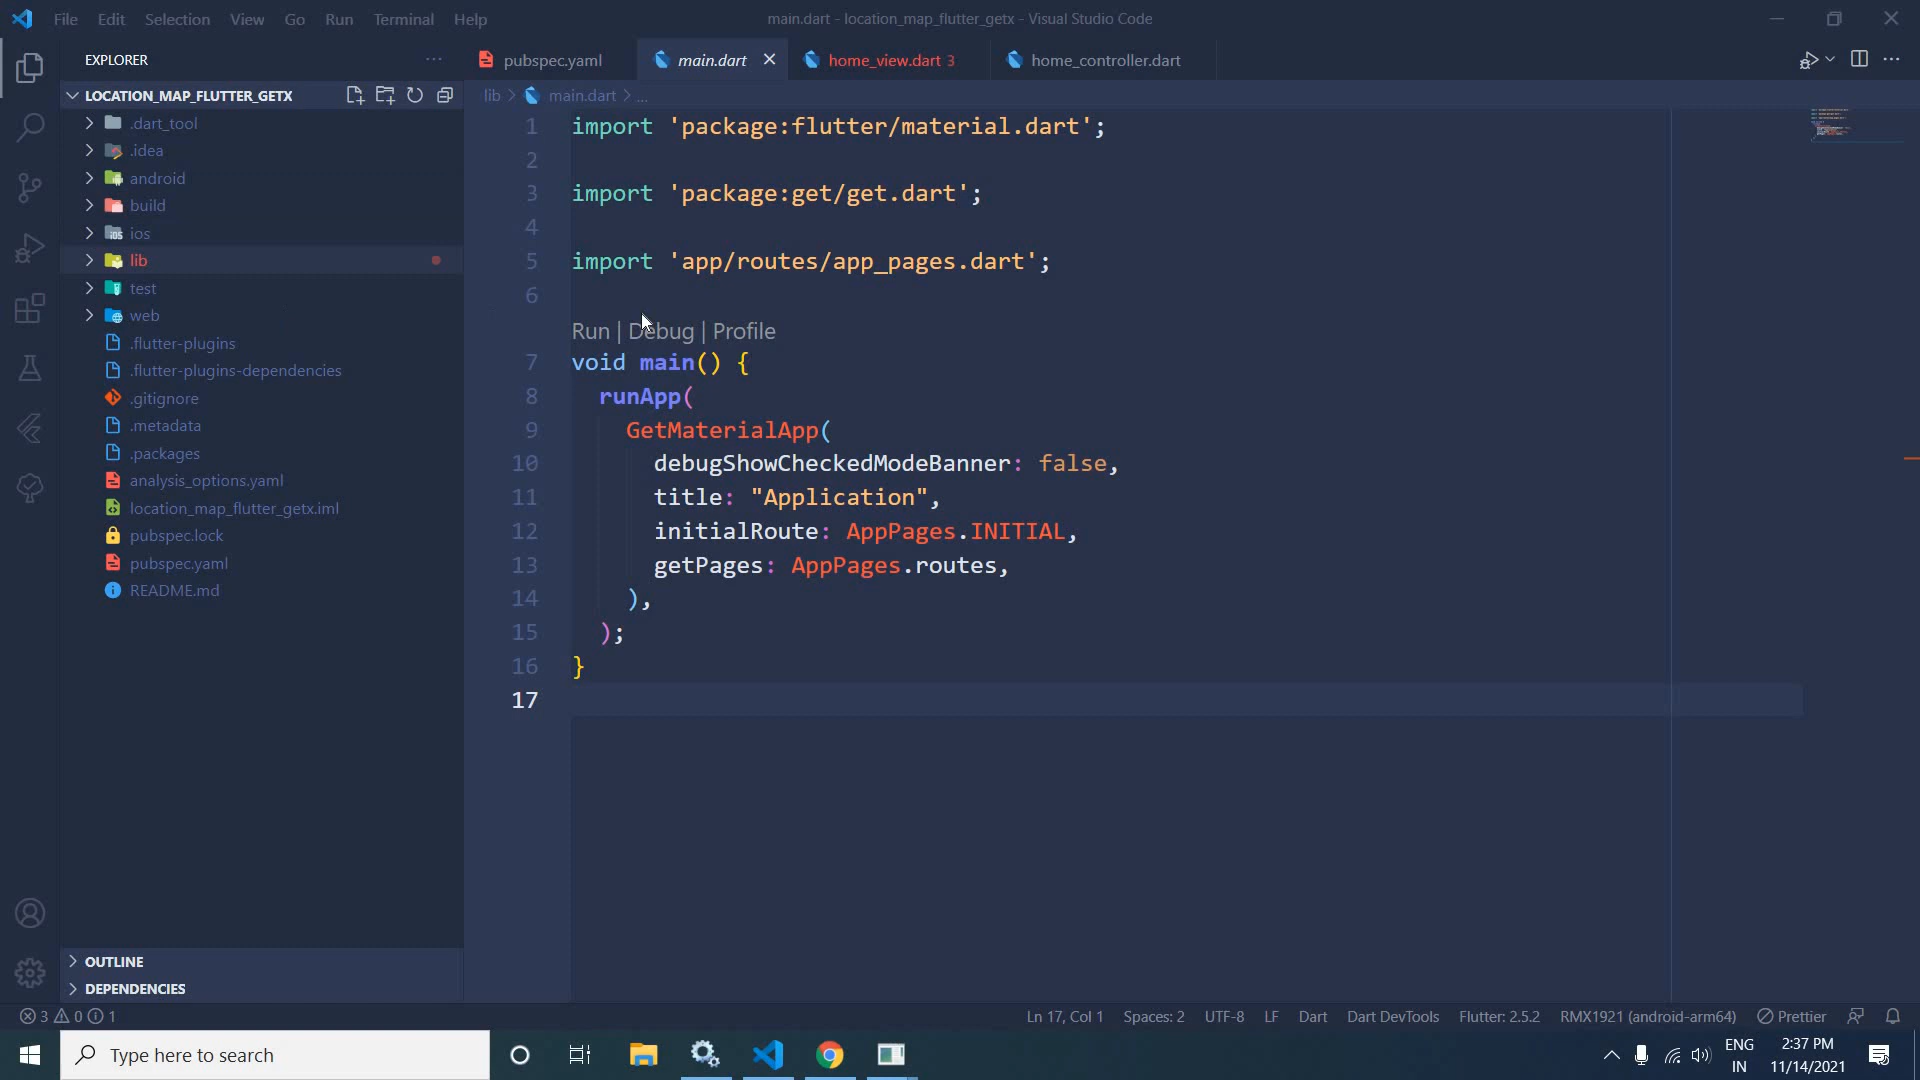 File Edit Selection View Go Run Terminal Help
main.dart - location_map_flutter_getx - Visual Studio Code
EXPLORER
pubspec.yaml
main.dart
home_view.dart 3
home_controller.dart
LOCATION_MAP_FLUTTER_GETX
lib > main.dart > ...
.dart_tool
.idea
android
build
ios
lib
test
web
.flutter-plugins
.flutter-plugins-dependencies
.gitignore
.metadata
.packages
analysis_options.yaml
location_map_flutter_getx.iml
pubspec.lock
pubspec.yaml
README.md
OUTLINE
DEPENDENCIES
1 import 'package:flutter/material.dart';
2
3 import 'package:get/get.dart';
4
5 import 'app/routes/app_pages.dart';
6
Run | Debug | Profile
7 void main() {
8 runApp(
9 GetMaterialApp(
10 debugShowCheckedModeBanner: false,
11 title: "Application",
12 initialRoute: AppPages.INITIAL,
13 getPages: AppPages.routes,
14 ),
15 );
16 }
17
3 0 1
Ln 17, Col 1 Spaces: 2 UTF-8 LF Dart Dart DevTools Flutter: 2.5.2 RMX1921 (android-arm64) Prettier
Type here to search
ENG
IN
2:37 PM
11/14/2021